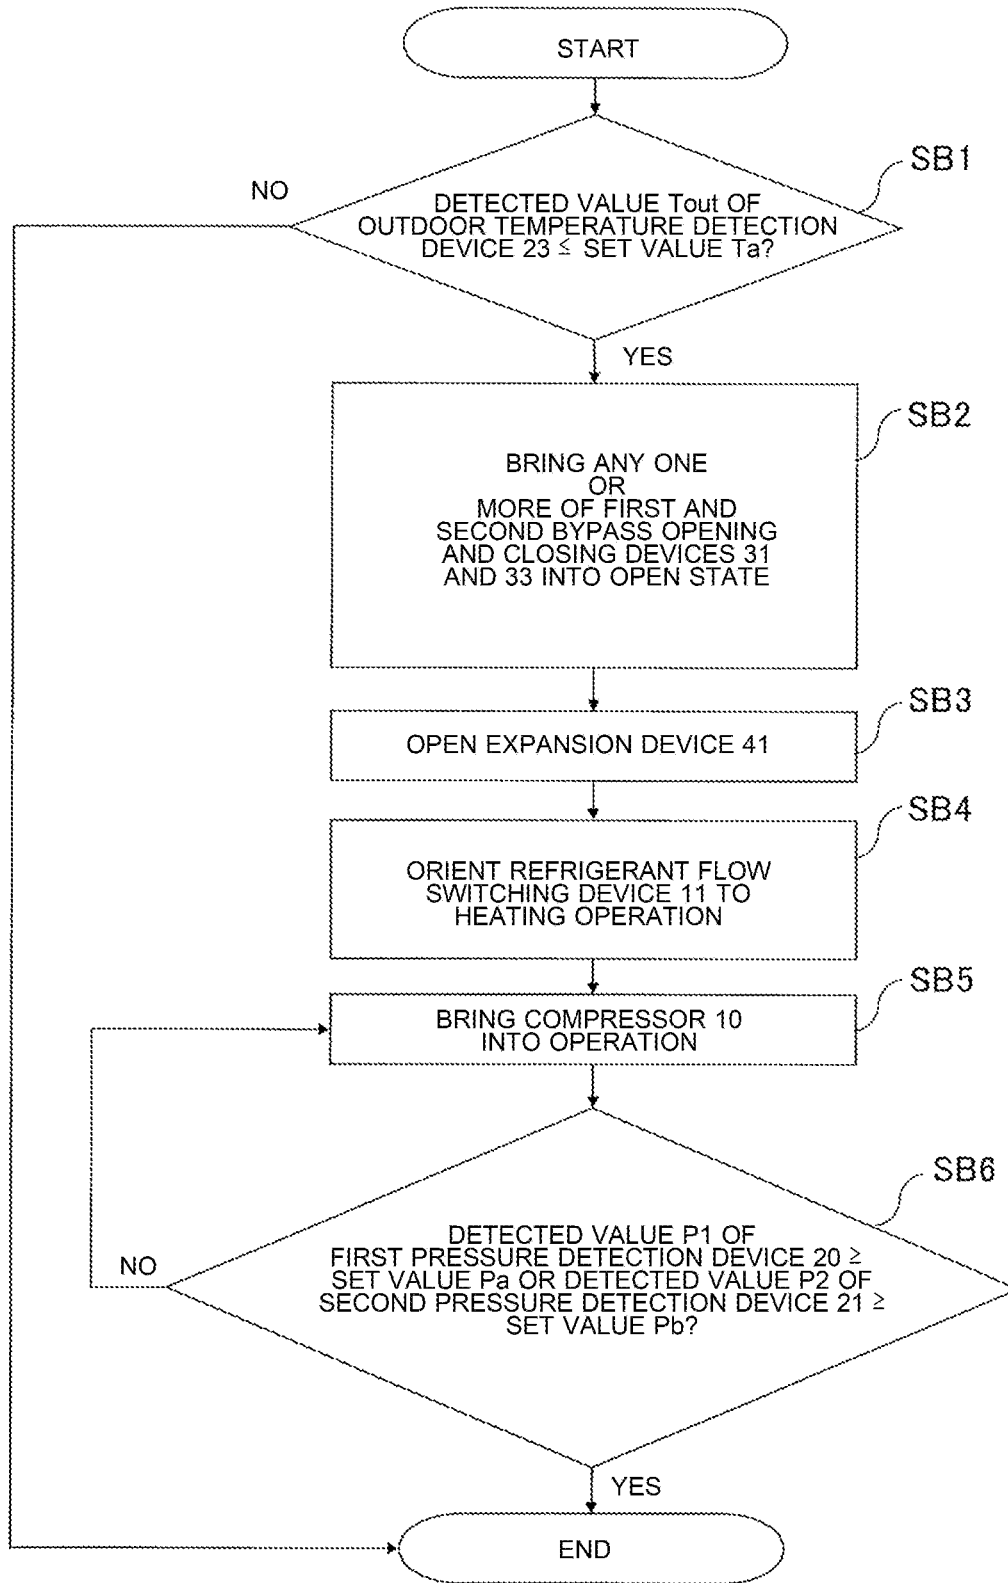 START
SB1
NO
DETECTED VALUE Tout OF
OUTDOOR TEMPERATURE DETECTION
DEVICE 23 ≦ SET VALUE Ta?
YES
SB2
BRING ANY ONE
OR
MORE OF FIRST AND
SECOND BYPASS OPENING
AND CLOSING DEVICES 31
AND 33 INTO OPEN STATE
SB3
OPEN EXPANSION DEVICE 41
SB4
ORIENT REFRIGERANT FLOW
SWITCHING DEVICE 11 TO
HEATING OPERATION
SB5
BRING COMPRESSOR 10
INTO OPERATION
SB6
NO
DETECTED VALUE P1 OF
FIRST PRESSURE DETECTION DEVICE 20 ≧
SET VALUE Pa OR DETECTED VALUE P2 OF
SECOND PRESSURE DETECTION DEVICE 21 ≧
SET VALUE Pb?
YES
END